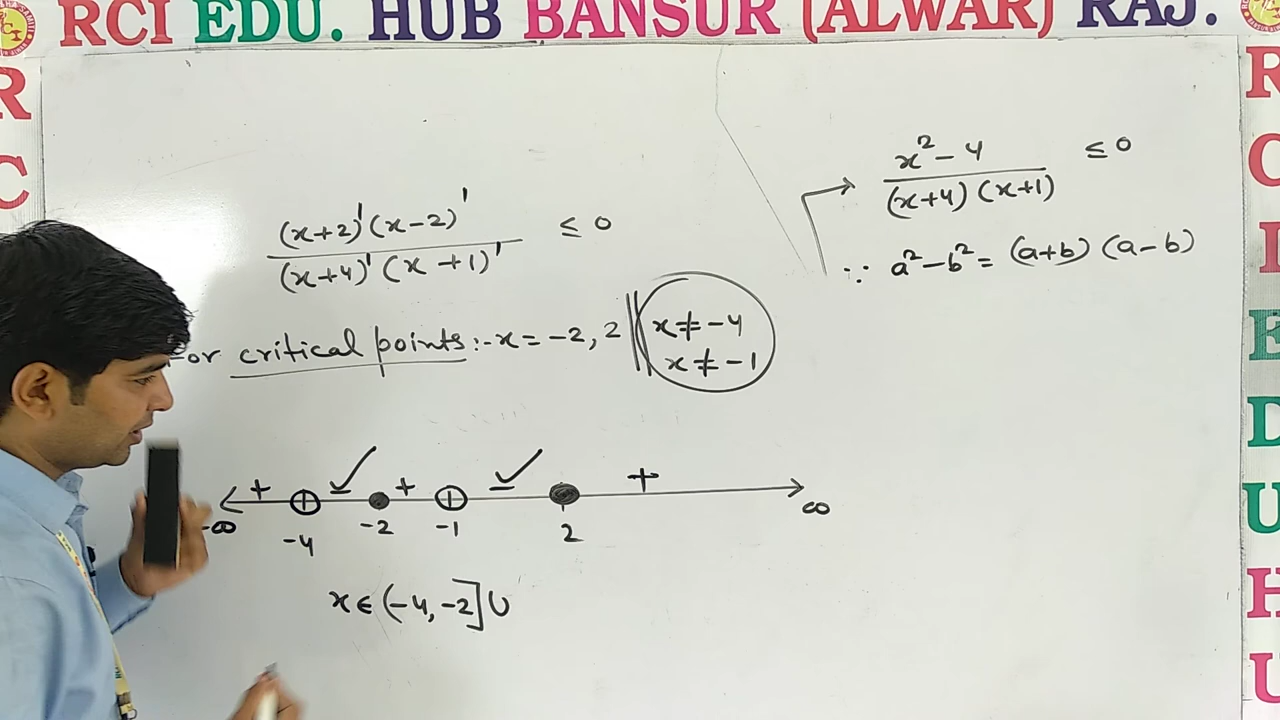 RCI EDU. HUB BANSUR (ALWAR) RAJ.
R
C
(x+2)'(x-2)' / (x+4)'(x+1)' ≤ 0
For critical points :- x = -2, 2 || x ≠ -4
x ≠ -1
+ - + - +
-∞ -4 -2 -1 2 ∞
x ∈ (-4, -2] ∪
x² - 4 / (x+4)(x+1) ≤ 0
∵ a² - b² = (a+b)(a-b)
R
C
I
E
D
U
H
U